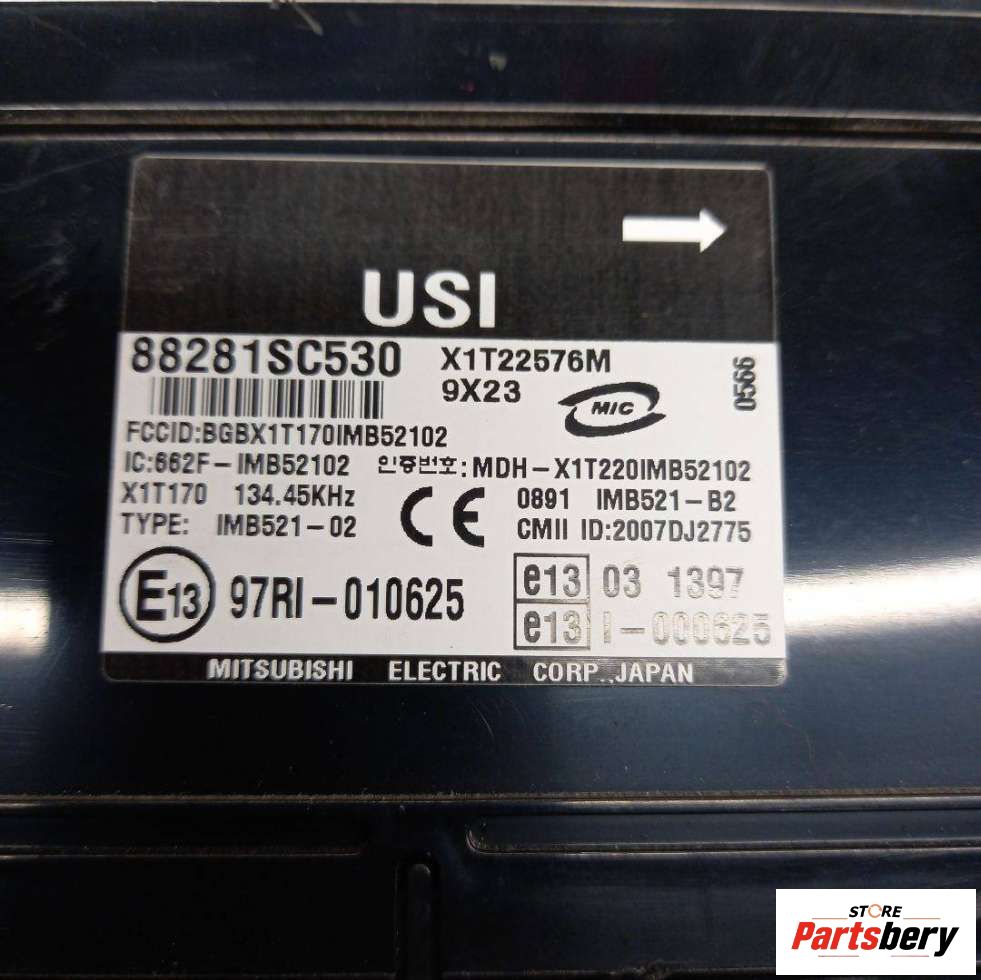 USI
88281SC530 X1T22576M
9X23
0566
MIC
FCCID:BGBX1T170IMB52102
IC:662F-IMB52102 인증번호:MDH-X1T220IMB52102
X1T170 134.45KHz CE 0891 IMB521-B2
TYPE: IMB521-02 CMII ID:2007DJ2775
E13 97RI-010625 e13 03 1397
e13 I-000625
MITSUBISHI ELECTRIC CORP.,JAPAN
STORE
Partsbery